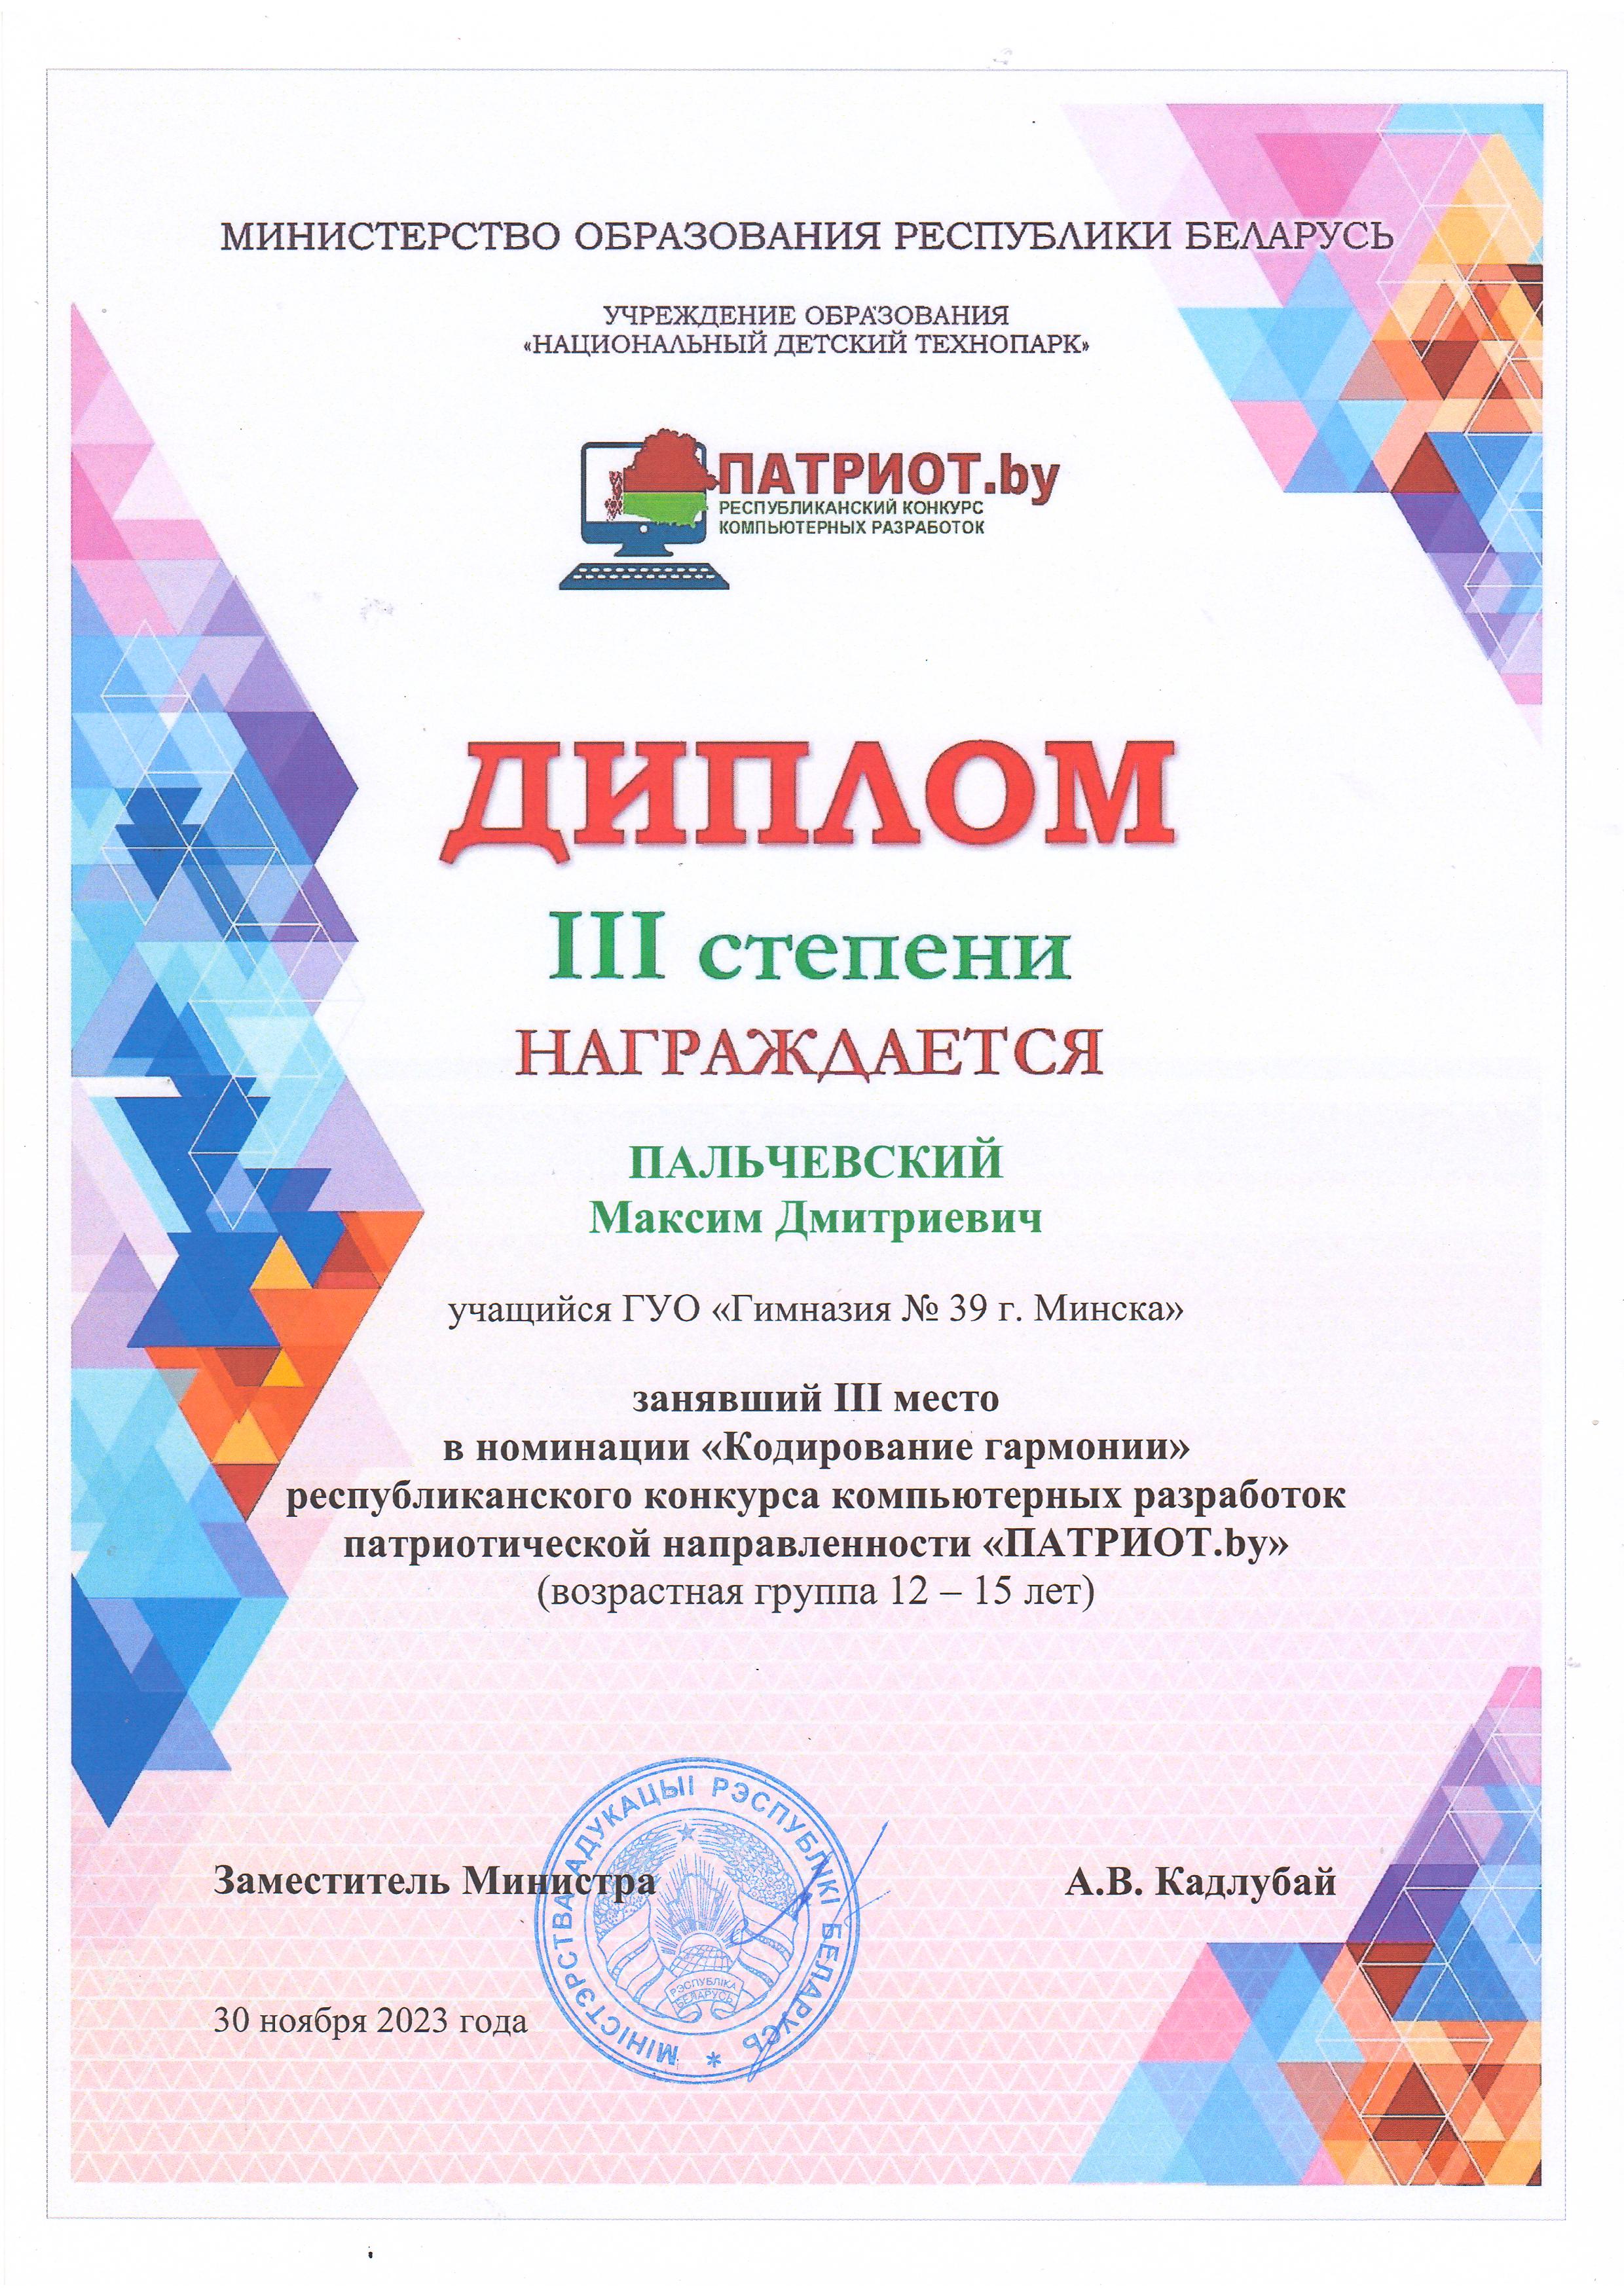 МИНИСТЕРСТВО ОБРАЗОВАНИЯ РЕСПУБЛИКИ БЕЛАРУСЬ
УЧРЕЖДЕНИЕ ОБРАЗОВАНИЯ
«НАЦИОНАЛЬНЫЙ ДЕТСКИЙ ТЕХНОПАРК»
ПАТРИОТ.by
РЕСПУБЛИКАНСКИЙ КОНКУРС
КОМПЬЮТЕРНЫХ РАЗРАБОТОК
ДИПЛОМ
III степени
НАГРАЖДАЕТСЯ
ПАЛЬЧЕВСКИЙ
Максим Дмитриевич
учащийся ГУО «Гимназия № 39 г. Минска»
занявший III место
в номинации «Кодирование гармонии»
республиканского конкурса компьютерных разработок
патриотической направленности «ПАТРИОТ.by»
(возрастная группа 12 – 15 лет)
Заместитель Министра
А.В. Кадлубай
МІНІСТЭРСТВА АДУКАЦЫІ РЭСПУБЛІКІ БЕЛАРУСЬ *
РЭСПУБЛІКА
БЕЛАРУСЬ
30 ноября 2023 года